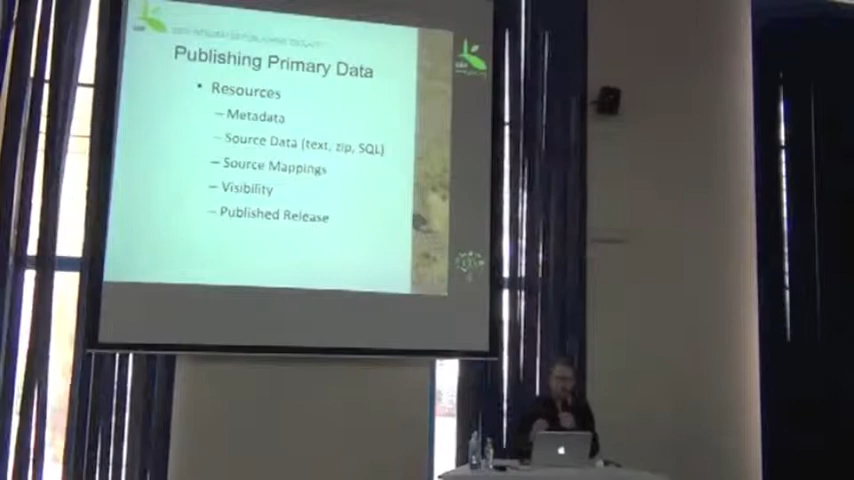 Publishing Primary Data
• Resources
– Metadata
– Source Data (text, zip, SQL)
– Source Mappings
– Visibility
– Published Release